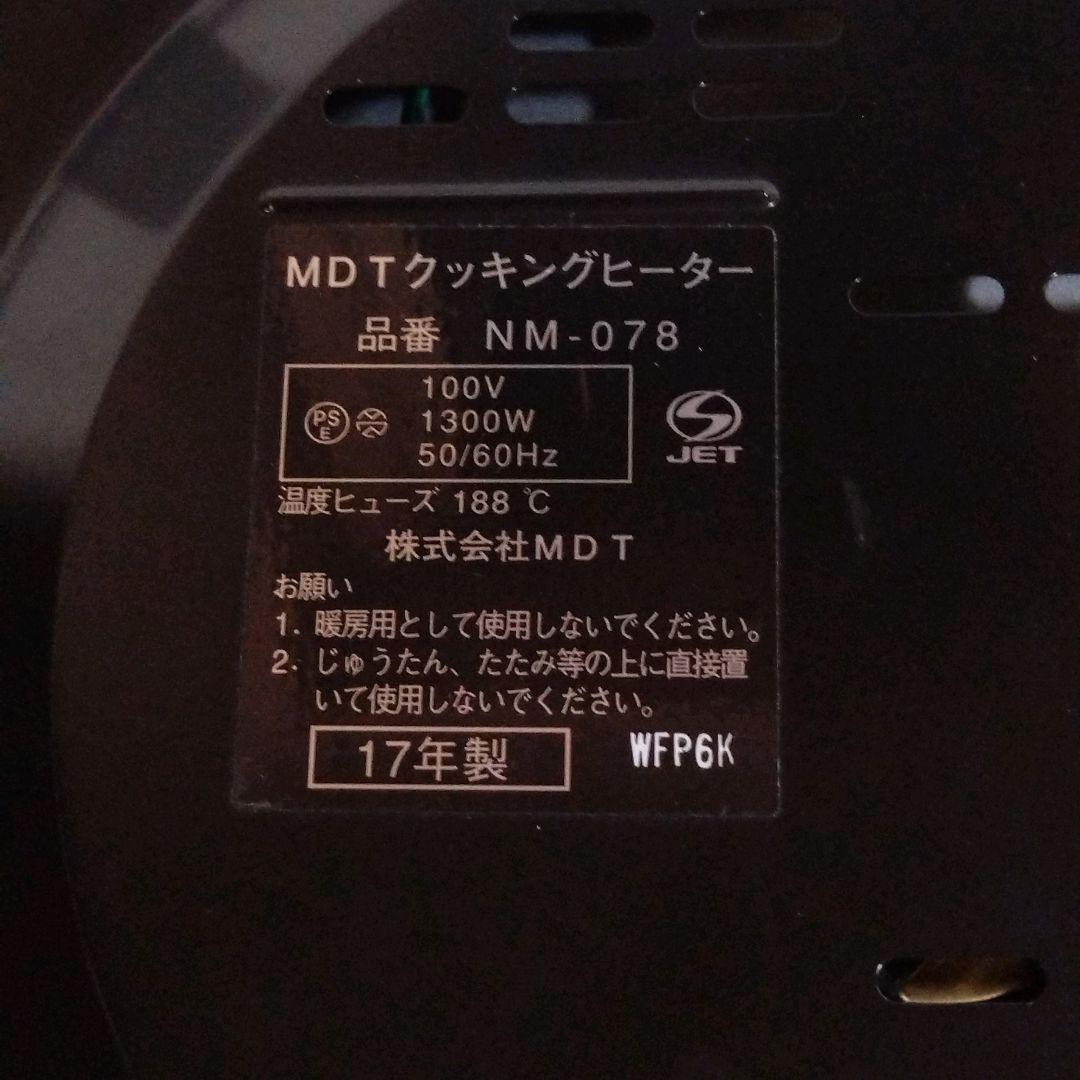 MDTクッキングヒーター
品番 NM-078
PS
E
100V
1300W
50/60Hz
JET
温度ヒューズ 188 ℃
株式会社MDT
お願い
1. 暖房用として使用しないでください。
2. じゅうたん、たたみ等の上に直接置
いて使用しないでください。
17年製
WFP6K